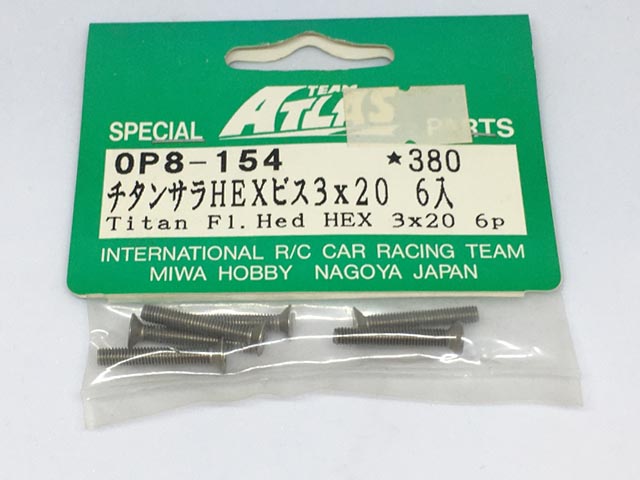 TEAM
ATLAS
SPECIAL PARTS
OP8-154 ★380
チタンサラHEXビス3x20 6入
Titan Fl. Hed HEX 3x20 6p
INTERNATIONAL R/C CAR RACING TEAM
MIWA HOBBY NAGOYA JAPAN